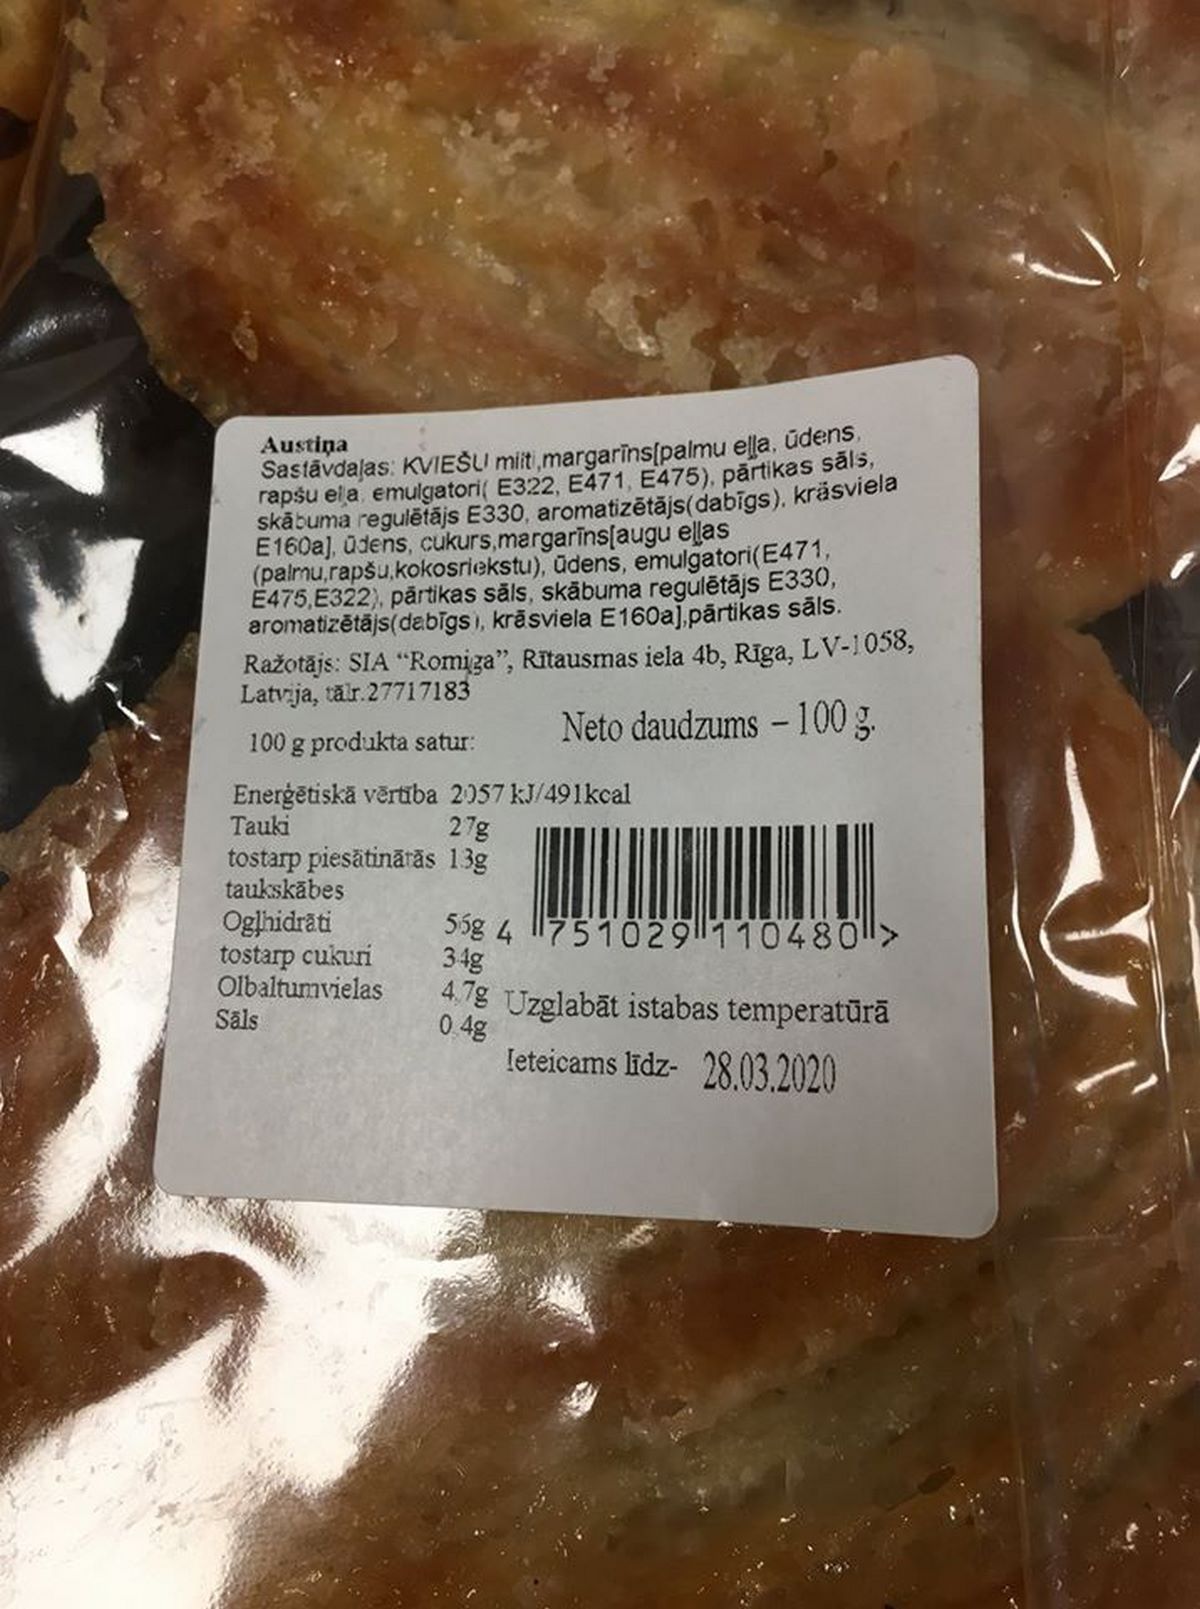 Austiņa
Sastāvdaļas: KVIEŠU milti,margarīns[palmu eļļa, ūdens,
rapšu eļļa, emulgatori( E322, E471, E475), pārtikas sāls,
skābuma regulētājs E330, aromatizētājs(dabīgs), krāsviela
E160a], ūdens, cukurs,margarīns[augu eļļas
(palmu,rapšu,kokosriekstu), ūdens, emulgatori(E471,
E475,E322), pārtikas sāls, skābuma regulētājs E330,
aromatizētājs(dabīgs), krāsviela E160a],pārtikas sāls.
Ražotājs: SIA “Romiga”, Rītausmas iela 4b, Rīga, LV-1058,
Latvija, tālr.27717183
Neto daudzums – 100 g.
100 g produkta satur:
Enerģētiskā vērtība 2057 kJ/491kcal
Tauki 27g
tostarp piesātinātās 13g
taukskābes
Ogļhidrāti 56g
tostarp cukuri 34g
Olbaltumvielas 4,7g
Sāls 0.4g
4 751029 110480 >
Uzglabāt istabas temperatūrā
Ieteicams līdz- 28.03.2020